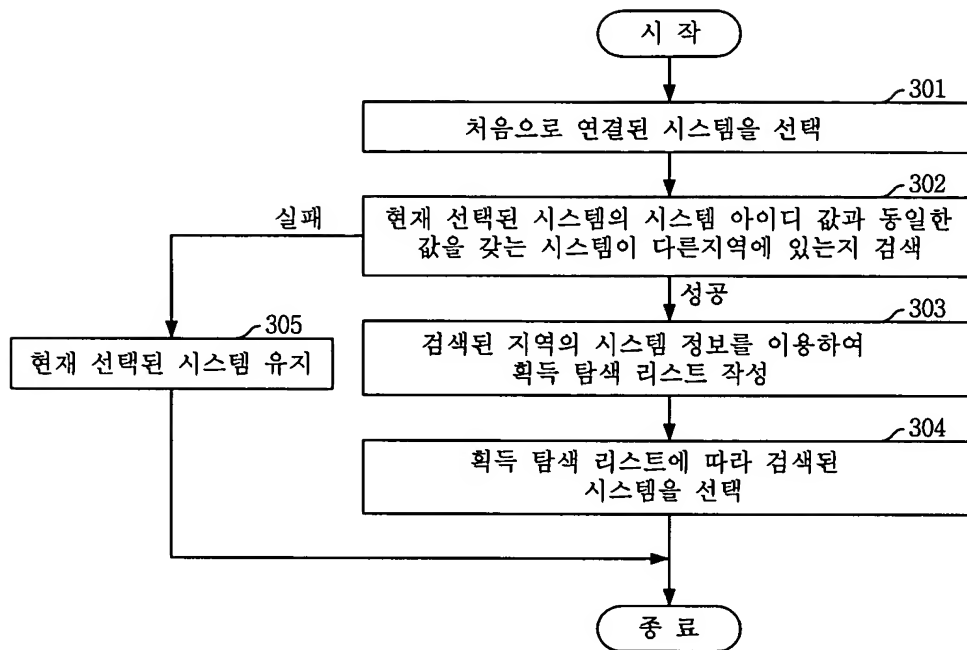 시 작
301
처음으로 연결된 시스템을 선택
302
실패
현재 선택된 시스템의 시스템 아이디 값과 동일한
값을 갖는 시스템이 다른지역에 있는지 검색
성공
303
305
검색된 지역의 시스템 정보를 이용하여
획득 탐색 리스트 작성
현재 선택된 시스템 유지
304
획득 탐색 리스트에 따라 검색된
시스템을 선택
종 료